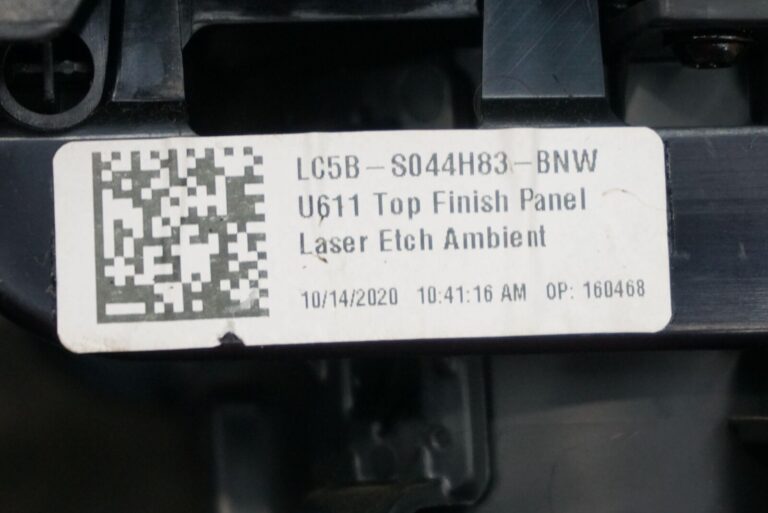 LC5B-S044H83-BNW
U611 Top Finish Panel
Laser Etch Ambient
10/14/2020 10:41:16 AM OP: 160468